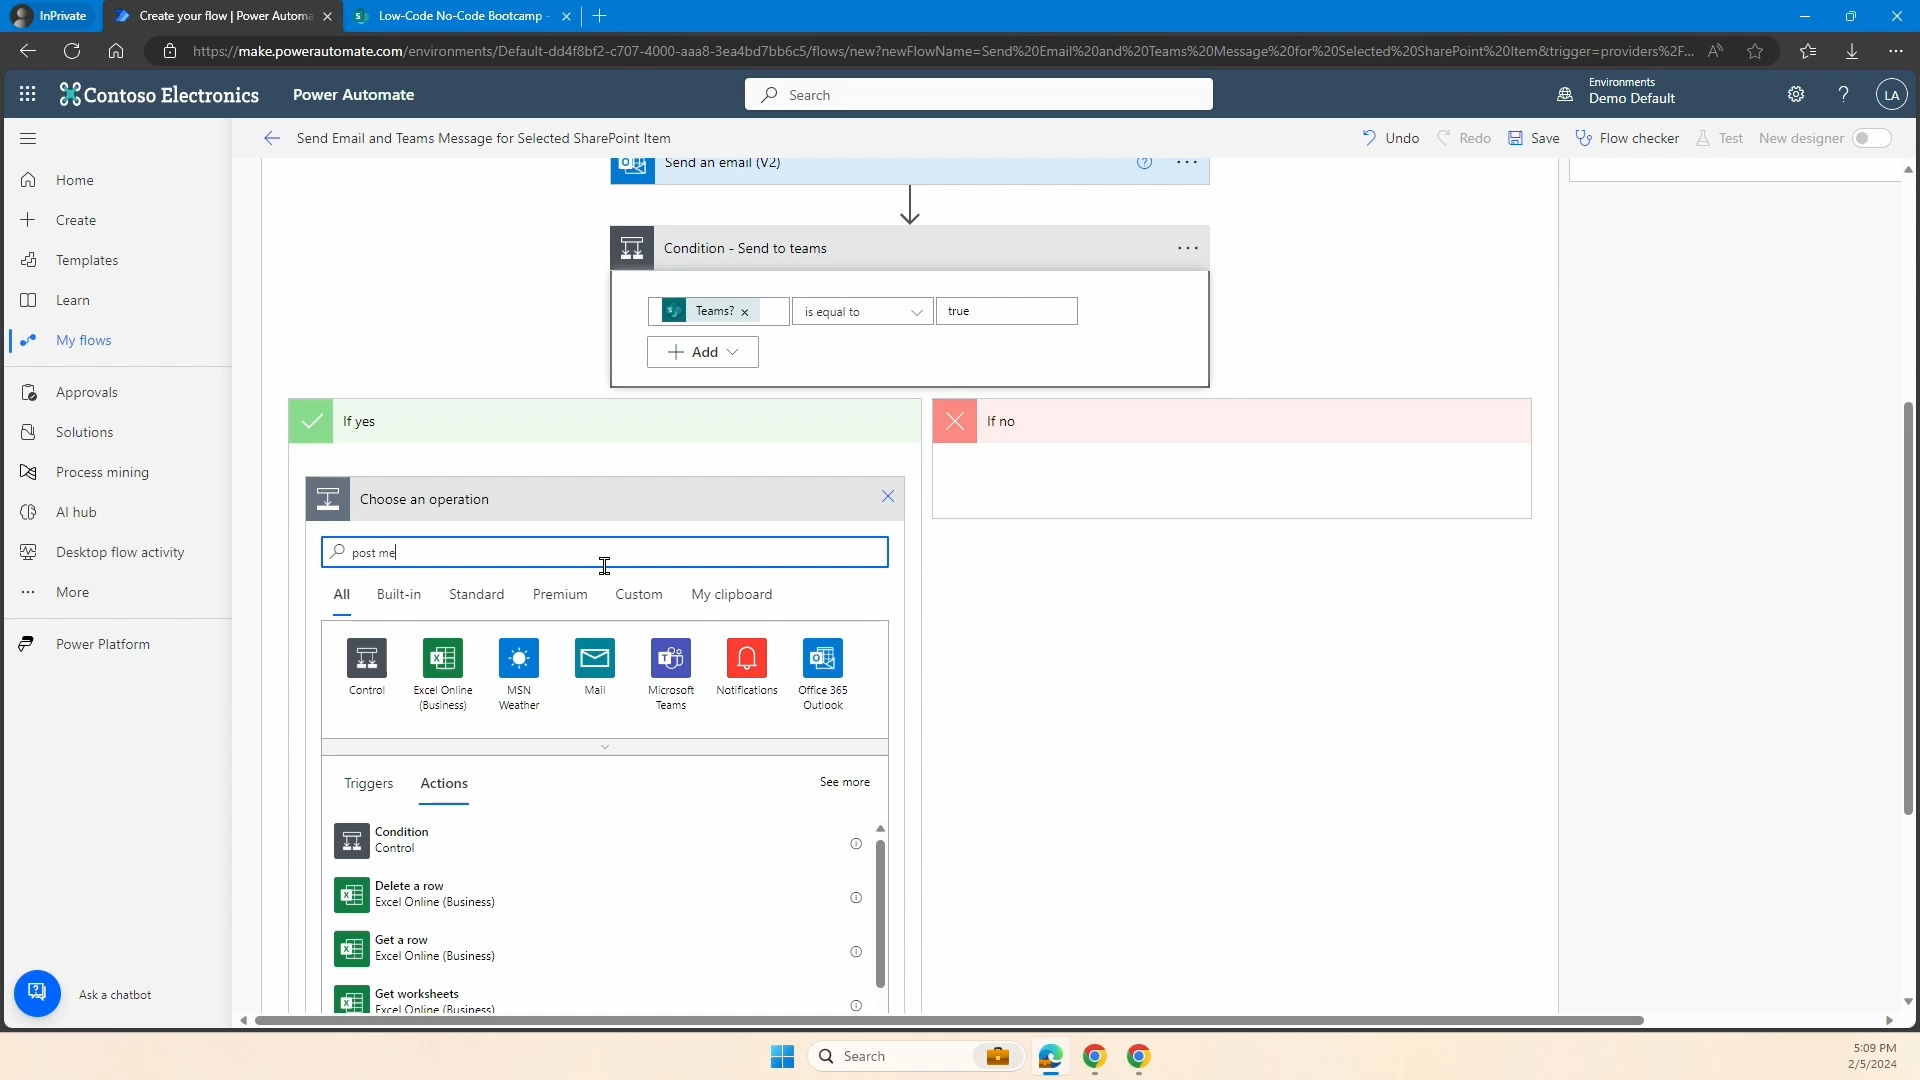 InPrivate
Create your flow | Power Automa
Low-Code No-Code Bootcamp -
https://make.powerautomate.com/environments/Default-dd4f8bf2-c707-4000-aaa8-3ea4bd7bb6c5/flows/new?newFlowName=Send%20Email%20and%20Teams%20Message%20for%20Selected%20SharePoint%20Item&trigger=providers%2F...
Contoso Electronics
Power Automate
Search
Environments
Demo Default
LA
Send Email and Teams Message for Selected SharePoint Item
Undo
Redo
Save
Flow checker
Test
New designer
Home
Create
Templates
Learn
My flows
Approvals
Solutions
Process mining
AI hub
Desktop flow activity
More
Power Platform
Ask a chatbot
Send an email (V2)
Condition - Send to teams
Teams?
is equal to
true
Add
If yes
If no
Choose an operation
post me
All
Built-in
Standard
Premium
Custom
My clipboard
Control
Excel Online
(Business)
MSN
Weather
Mail
Microsoft
Teams
Notifications
Office 365
Outlook
Triggers
Actions
See more
Condition
Control
Delete a row
Excel Online (Business)
Get a row
Excel Online (Business)
Get worksheets
Excel Online (Business)
Search
5:09 PM
2/5/2024